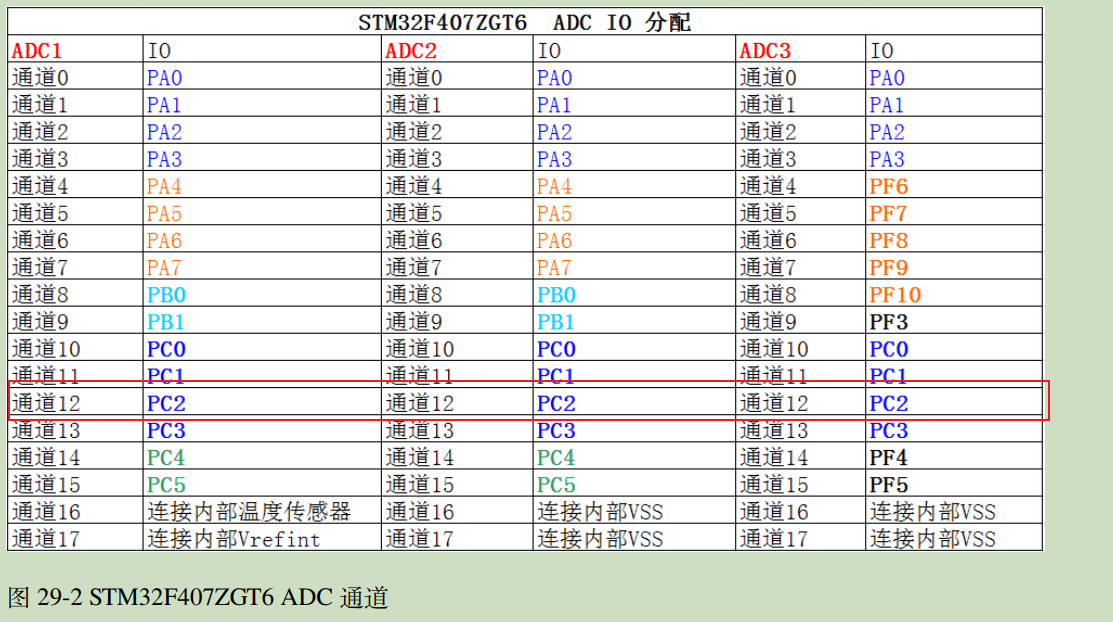 STM32F407ZGT6 ADC IO 分配
ADC1 IO ADC2 IO ADC3 IO
通道0 PA0 通道0 PA0 通道0 PA0
通道1 PA1 通道1 PA1 通道1 PA1
通道2 PA2 通道2 PA2 通道2 PA2
通道3 PA3 通道3 PA3 通道3 PA3
通道4 PA4 通道4 PA4 通道4 PF6
通道5 PA5 通道5 PA5 通道5 PF7
通道6 PA6 通道6 PA6 通道6 PF8
通道7 PA7 通道7 PA7 通道7 PF9
通道8 PB0 通道8 PB0 通道8 PF10
通道9 PB1 通道9 PB1 通道9 PF3
通道10 PC0 通道10 PC0 通道10 PC0
通道11 PC1 通道11 PC1 通道11 PC1
通道12 PC2 通道12 PC2 通道12 PC2
通道13 PC3 通道13 PC3 通道13 PC3
通道14 PC4 通道14 PC4 通道14 PF4
通道15 PC5 通道15 PC5 通道15 PF5
通道16 连接内部温度传感器 通道16 连接内部VSS 通道16 连接内部VSS
通道17 连接内部Vrefint 通道17 连接内部VSS 通道17 连接内部VSS
图 29-2 STM32F407ZGT6 ADC 通道